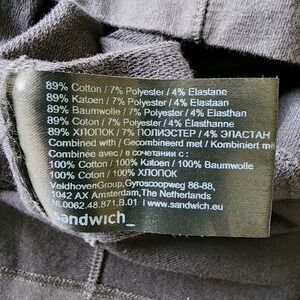 89% Cotton / 7% Polyester / 4% Elastane
89% Katoen / 7% Polyester / 4% Elastaan
89% Baumwolle / 7% Polyester / 4% Elasthan
89% Coton / 7% Polyester / 4% Elasthanne
89% ХЛОПОК / 7% ПОЛИЭСТЕР / 4% ЭЛАСТАН
Combined with / Gecombineerd met / Kombiniert mi
Combinée avec / в сочетании с :
100% Cotton / 100% Katoen / 100% Baumwolle
100% Coton / 100% ХЛОПОК
VeldhovenGroup, Gyroscoopweg 86-88,
1042 AX Amsterdam, The Netherlands
NL0062.48.871.B.01 I www.sandwich.eu
sandwich_